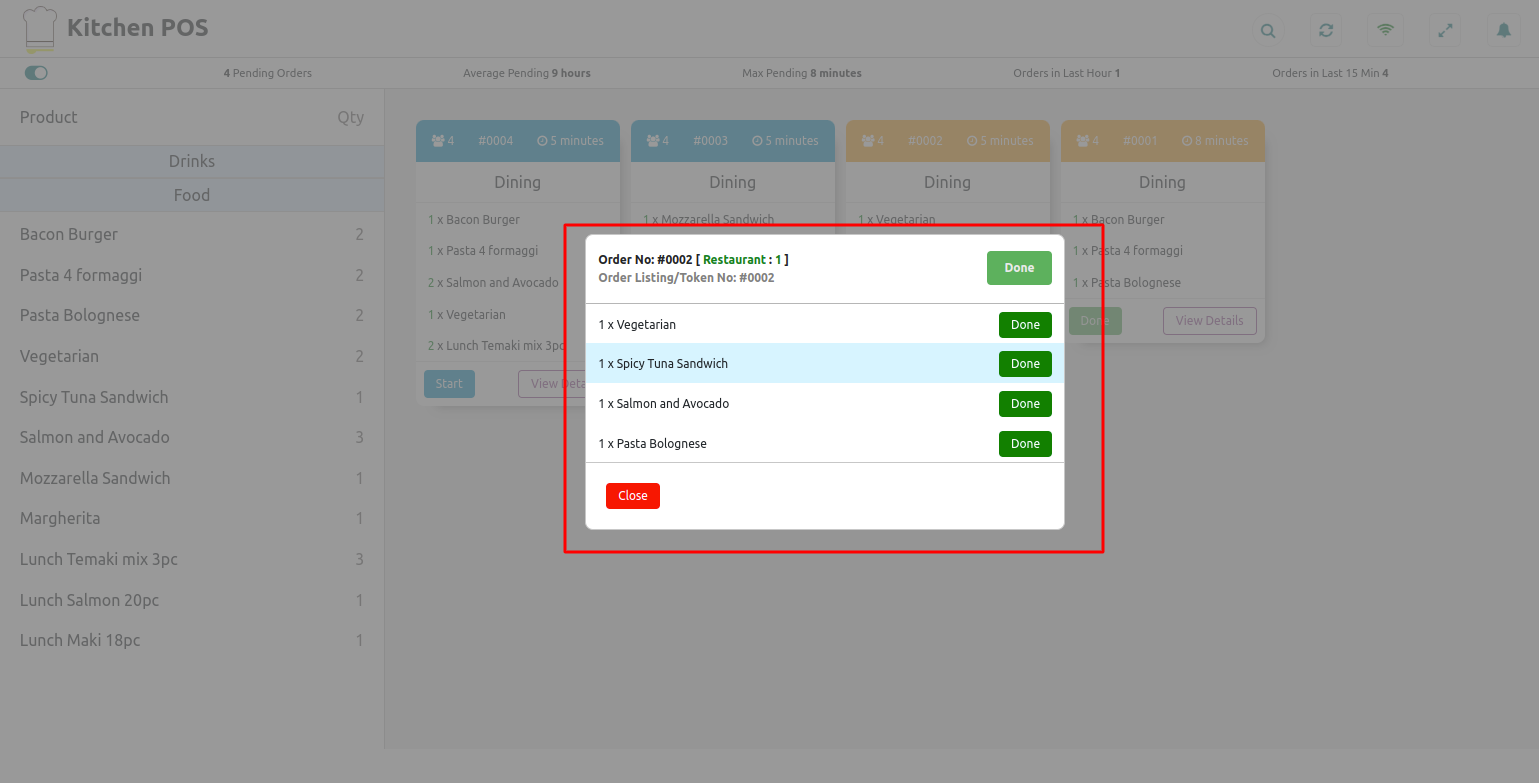 Kitchen POS
4 Pending Orders
Average Pending 9 hours
Max Pending 8 minutes
Orders in Last Hour 1
Orders in Last 15 Min 4
Product Qty
Drinks
Food
Bacon Burger 2
Pasta 4 formaggi 2
Pasta Bolognese 2
Vegetarian 2
Spicy Tuna Sandwich 1
Salmon and Avocado 3
Mozzarella Sandwich 1
Margherita 1
Lunch Temaki mix 3pc 3
Lunch Salmon 20pc 1
Lunch Maki 18pc 1
4 #0004 5 minutes
Dining
1 x Bacon Burger
1 x Pasta 4 formaggi
2 x Salmon and Avocado
1 x Vegetarian
2 x Lunch Temaki mix 3pc
Start View Deta
4 #0003 5 minutes
Dining
1 x Mozzarella Sandwich
4 #0002 5 minutes
Dining
1 x Vegetarian
4 #0001 8 minutes
Dining
1 x Bacon Burger
1 x Pasta 4 formaggi
1 x Pasta Bolognese
Done View Details
Order No: #0002 [ Restaurant : 1 ]
Order Listing/Token No: #0002
Done
1 x Vegetarian Done
1 x Spicy Tuna Sandwich Done
1 x Salmon and Avocado Done
1 x Pasta Bolognese Done
Close